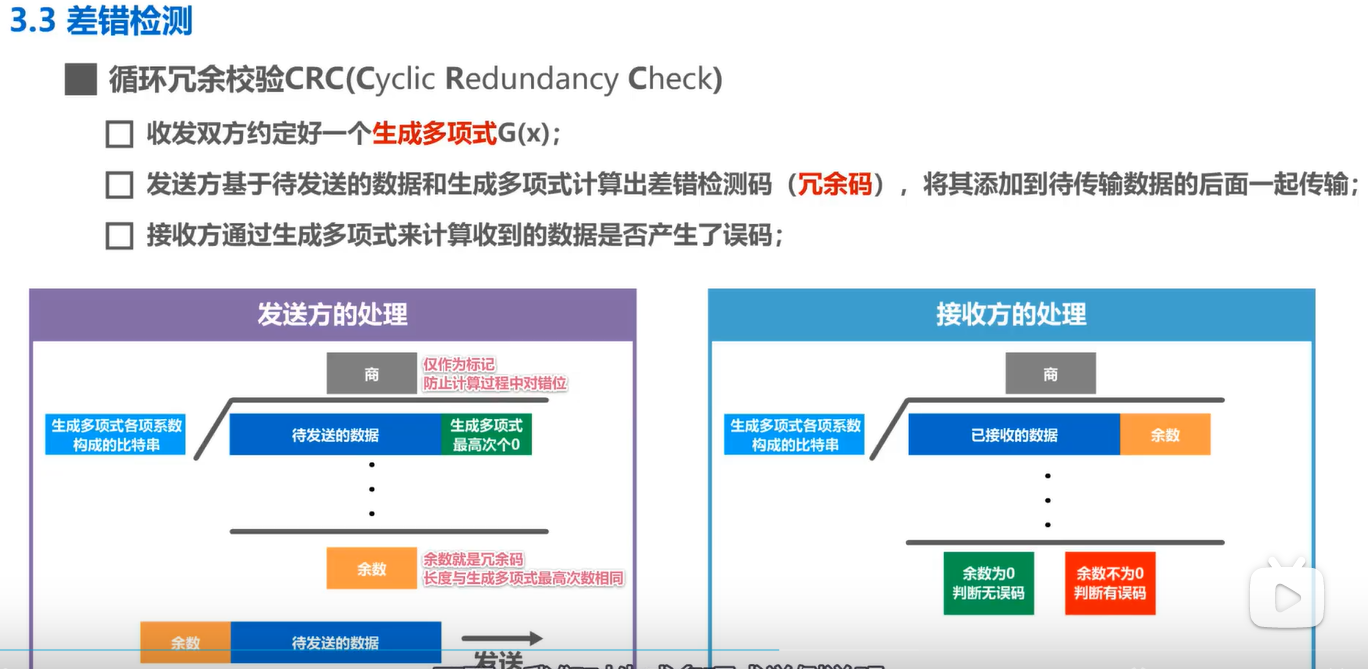 3.3 差错检测
循环冗余校验CRC(Cyclic Redundancy Check)
收发双方约定好一个生成多项式G(x)；
发送方基于待发送的数据和生成多项式计算出差错检测码（冗余码），将其添加到待传输数据的后面一起传输；
接收方通过生成多项式来计算收到的数据是否产生了误码；
发送方的处理
商
仅作为标记
防止计算过程中对错位
生成多项式各项系数
构成的比特串
待发送的数据
生成多项式
最高次个0
余数
余数就是冗余码
长度与生成多项式最高次数相同
余数
待发送的数据
发送
接收方的处理
商
生成多项式各项系数
构成的比特串
已接收的数据
余数
余数为0
判断无误码
余数不为0
判断有误码